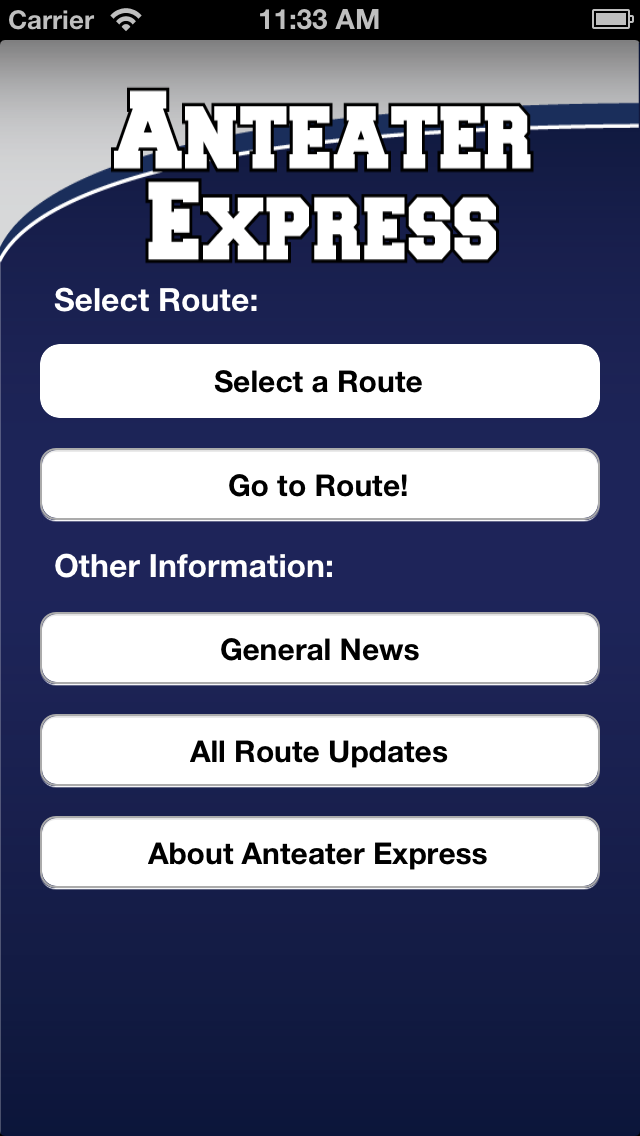 Carrier 11:33 AM
ANTEATER
EXPRESS
Select Route:
Select a Route
Go to Route!
Other Information:
General News
All Route Updates
About Anteater Express